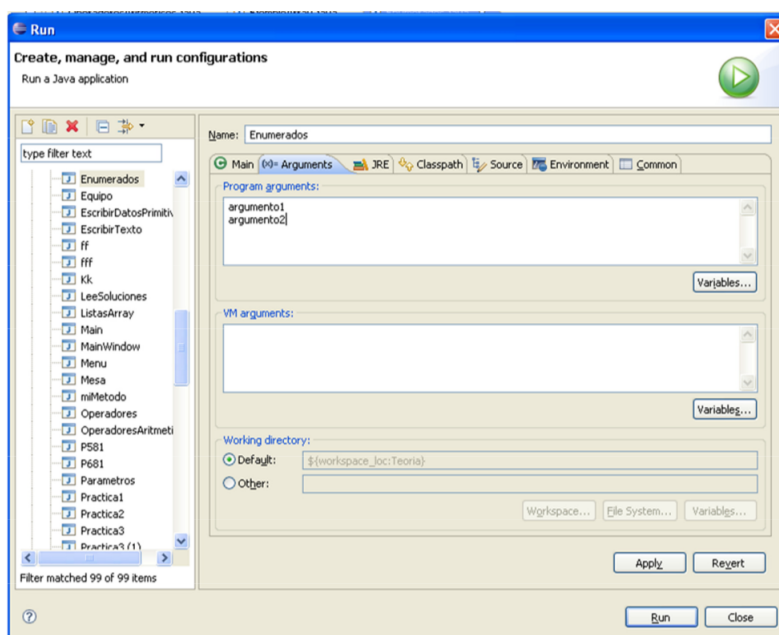 Run
Create, manage, and run configurations
Run a Java application
type filter text
Enumerados
Equipo
EscribirDatosPrimitiv
EscribirTexto
ff
fff
Kk
LeeSoluciones
ListasArray
Main
MainWindow
Menu
Mesa
miMetodo
Operadores
OperadoresAritmeti
P581
P681
Parametros
Practica1
Practica2
Practica3
Practica3 (1)
Filter matched 99 of 99 items
Name: Enumerados
Main (x)= Arguments JRE Classpath Source Environment Common
Program arguments:
argumento1
argumento2
Variables...
VM arguments:
Variables...
Working directory:
Default: ${workspace_loc:Teoria}
Other:
Workspace... File System... Variables...
Apply Revert
Run Close